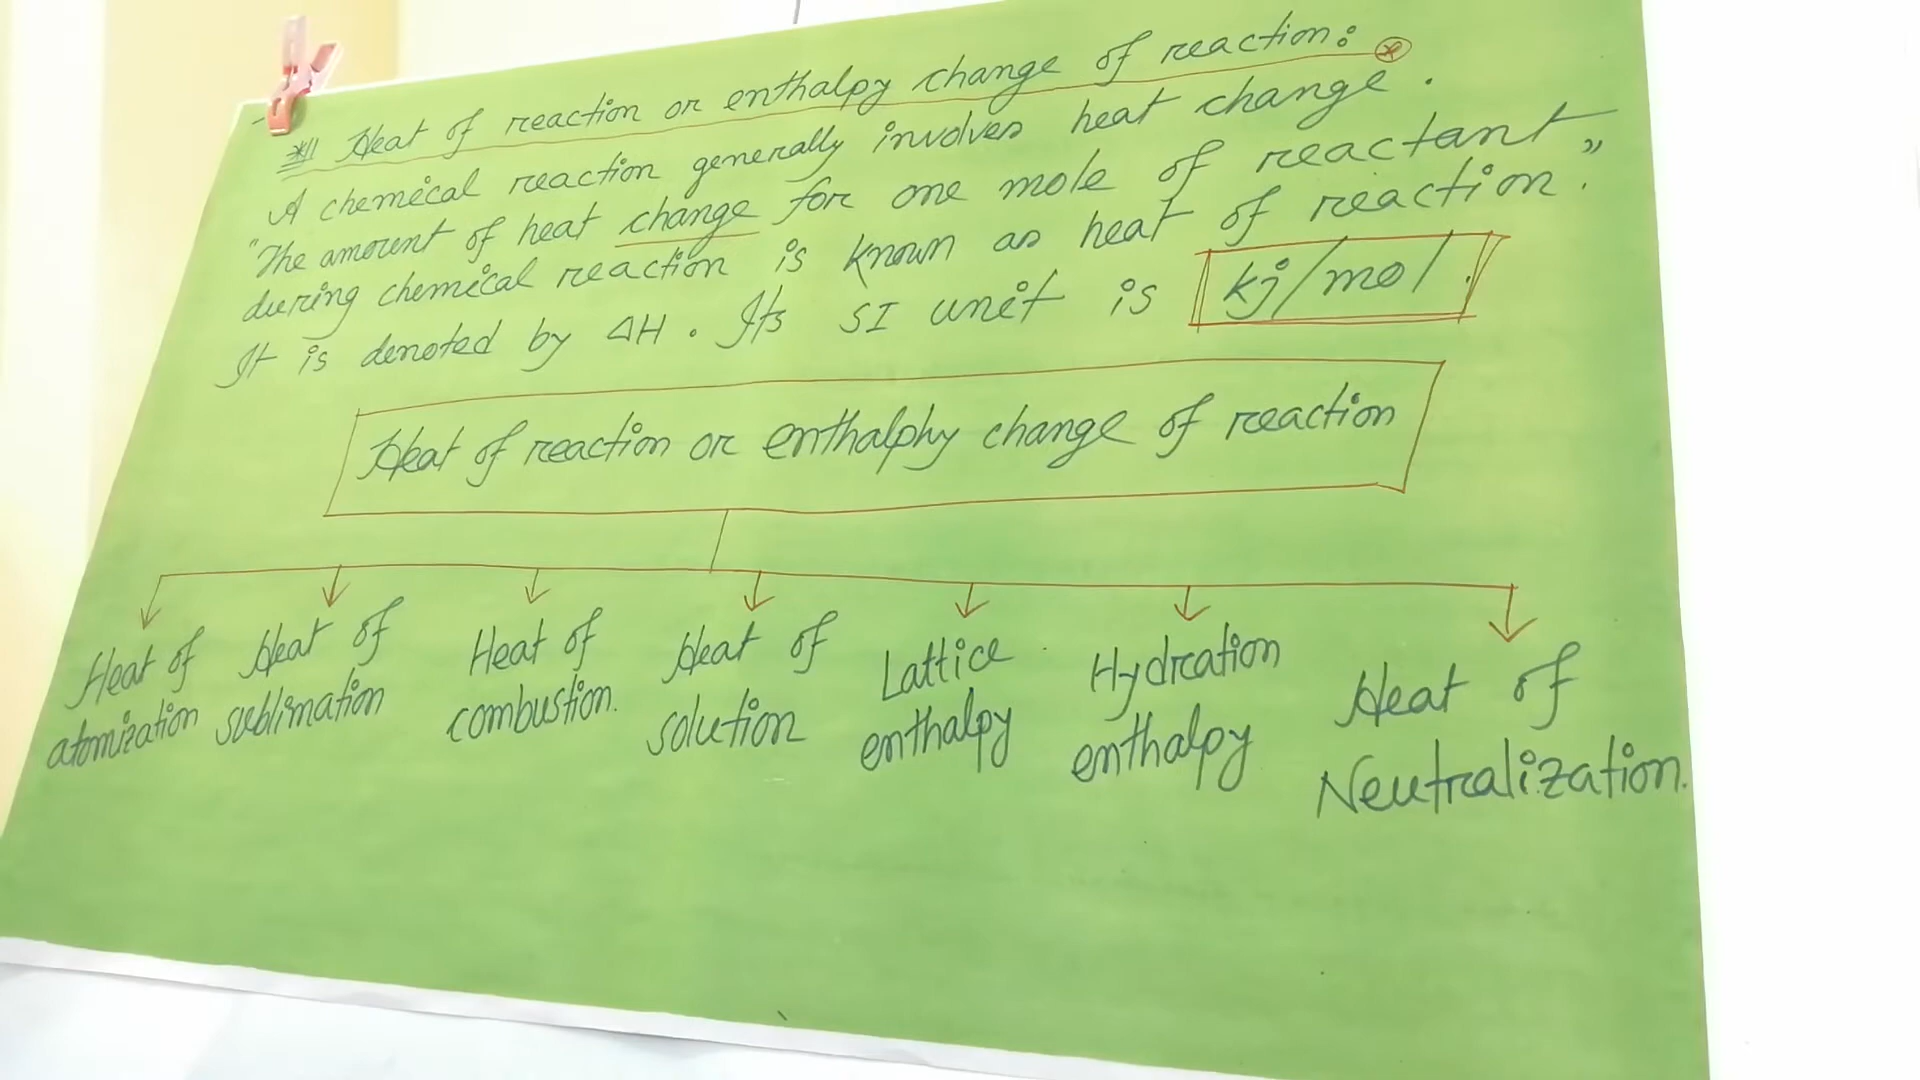 *// Heat of reaction or enthalpy change of reaction:
A chemical reaction generally involves heat change.
"The amount of heat change for one mole of reactant
during chemical reaction is known as heat of reaction."
It is denoted by ΔH. Its SI unit is kj/mol.
Heat of reaction or enthalphy change of reaction
Heat of atomization
Heat of sublimation
Heat of combustion.
Heat of solution
Lattice enthalpy
Hydration enthalpy
Heat of Neutralization.